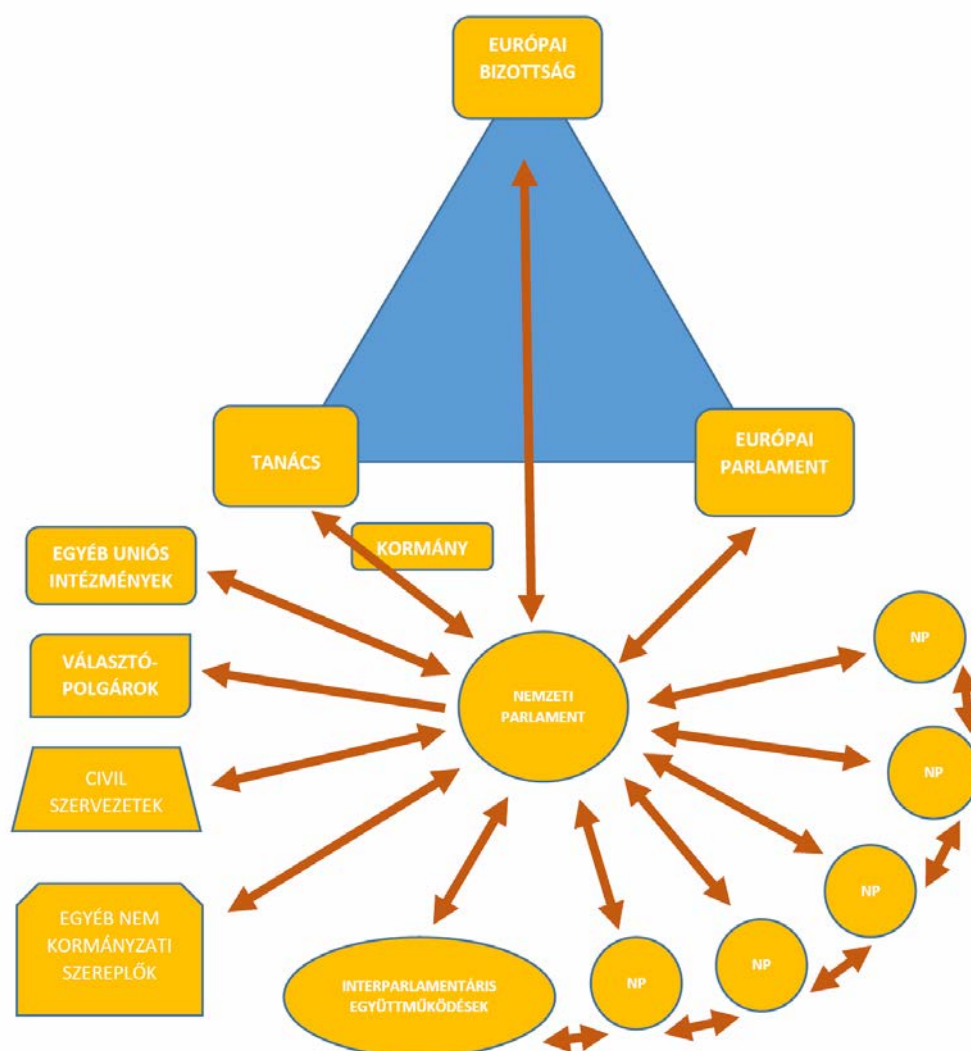 EURÓPAI
BIZOTTSÁG
TANÁCS
EURÓPAI
PARLAMENT
KORMÁNY
EGYÉB UNIÓS
INTÉZMÉNYEK
VÁLASZTÓ-
POLGÁROK
CIVIL
SZERVEZETEK
EGYÉB NEM
KORMÁNYZATI
SZEREPLŐK
NEMZETI
PARLAMENT
NP
NP
NP
NP
NP
INTERPARLAMENTÁRIS
EGYÜTTMŰKÖDÉSEK